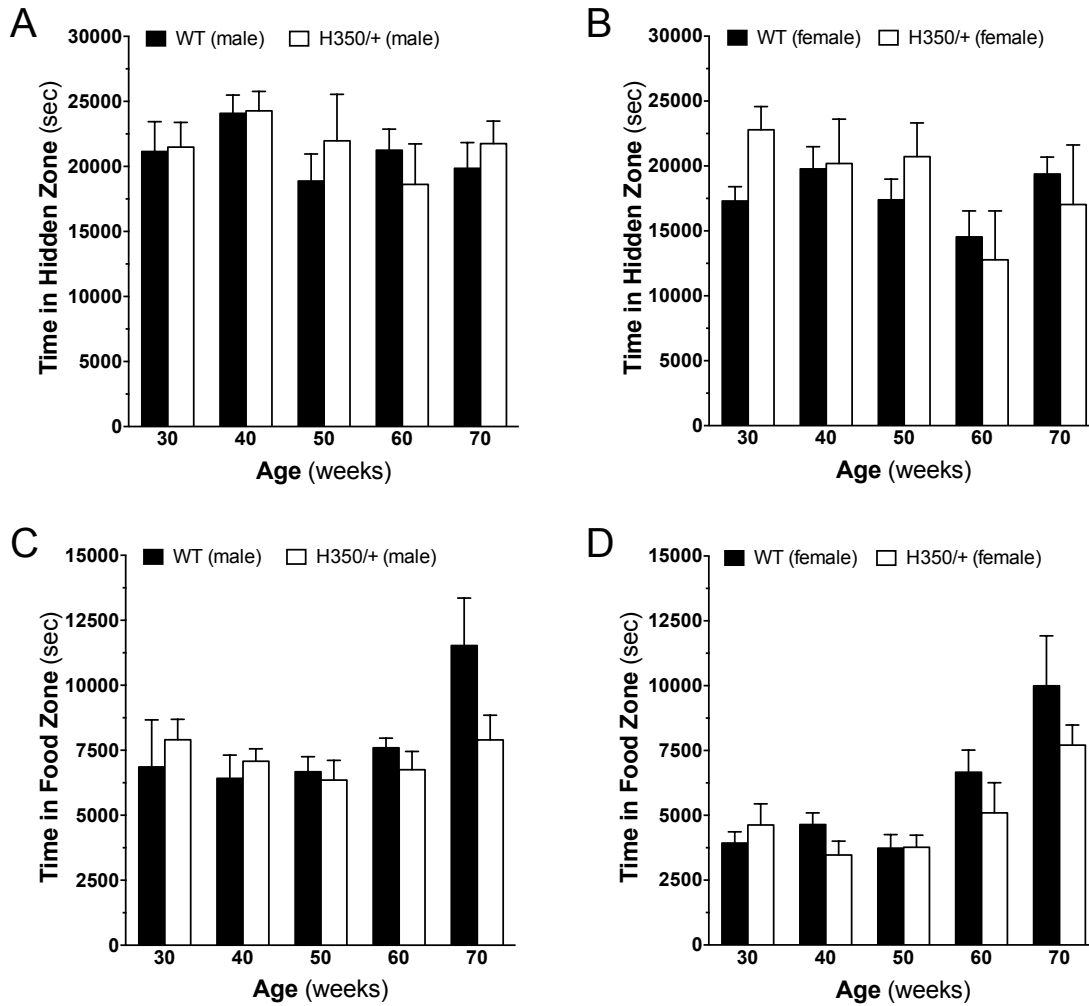 A
WT (male) H350/+ (male)
Time in Hidden Zone (sec)
30000
25000
20000
15000
10000
5000
0
30 40 50 60 70
Age (weeks)
B
WT (female) H350/+ (female)
Time in Hidden Zone (sec)
30000
25000
20000
15000
10000
5000
0
30 40 50 60 70
Age (weeks)
C
WT (male) H350/+ (male)
Time in Food Zone (sec)
15000
12500
10000
7500
5000
2500
0
30 40 50 60 70
Age (weeks)
D
WT (female) H350/+ (female)
Time in Food Zone (sec)
15000
12500
10000
7500
5000
2500
0
30 40 50 60 70
Age (weeks)